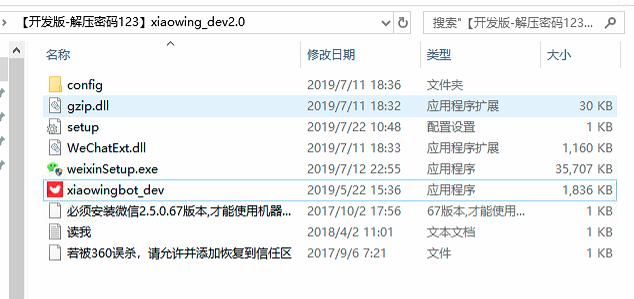 【开发版-解压密码123】xiaowing_dev2.0 搜索"【开发版-解压密码123...
名称 修改日期 类型 大小
config 2019/7/11 18:36 文件夹
gzip.dll 2019/7/11 18:32 应用程序扩展 30 KB
setup 2019/7/22 10:48 配置设置 1 KB
WeChatExt.dll 2019/7/11 18:33 应用程序扩展 1,160 KB
weixinSetup.exe 2019/7/12 22:55 应用程序 35,707 KB
xiaowingbot_dev 2019/5/22 15:36 应用程序 1,836 KB
必须安装微信2.5.0.67版本,才能使用机器... 2017/10/2 17:56 67版本,才能使用... 1 KB
读我 2018/4/2 11:01 文本文档 1 KB
若被360误杀，请允许并添加恢复到信任区 2017/9/6 7:21 文件 1 KB